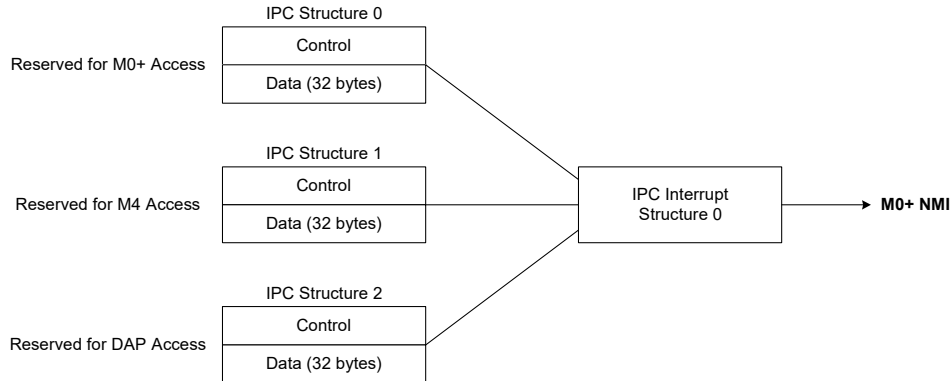 IPC Structure 0
Control
Reserved for M0+ Access
Data (32 bytes)
IPC Structure 1
Control
Reserved for M4 Access
Data (32 bytes)
IPC Interrupt
Structure 0
M0+ NMI
IPC Structure 2
Control
Reserved for DAP Access
Data (32 bytes)